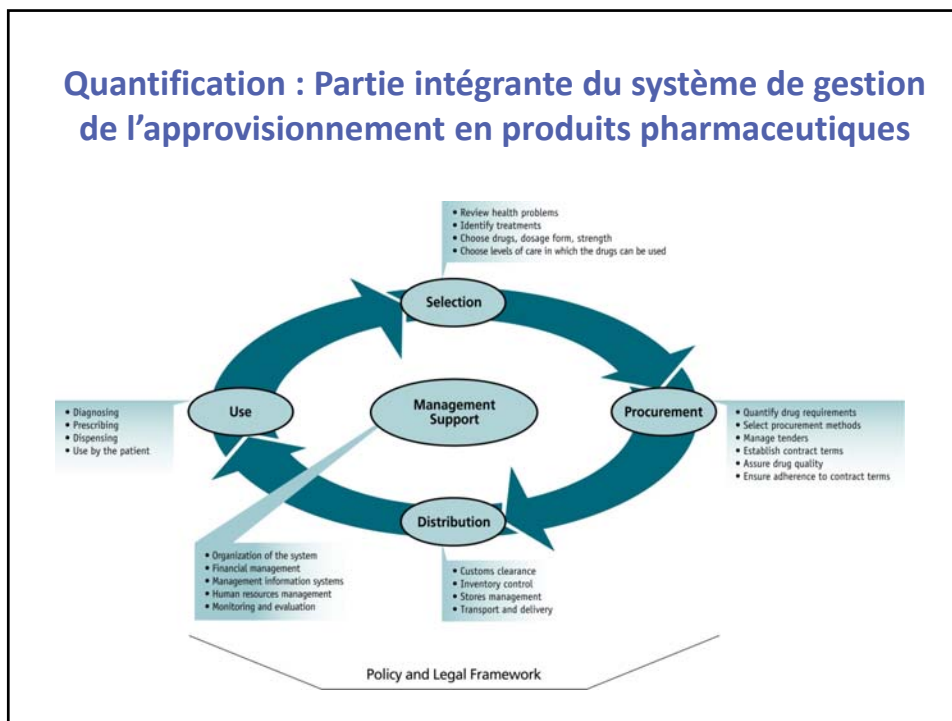 Quantification : Partie intégrante du système de gestion
de l’approvisionnement en produits pharmaceutiques
• Review health problems
• Identify treatments
• Choose drugs, dosage form, strength
• Choose levels of care in which the drugs can be used
Selection
• Diagnosing
• Prescribing
• Dispensing
• Use by the patient
Use
Management
Support
Procurement
• Quantify drug requirements
• Select procurement methods
• Manage tenders
• Establish contract terms
• Assure drug quality
• Ensure adherence to contract terms
Distribution
• Organization of the system
• Financial management
• Management information systems
• Human resources management
• Monitoring and evaluation
• Customs clearance
• Inventory control
• Stores management
• Transport and delivery
Policy and Legal Framework